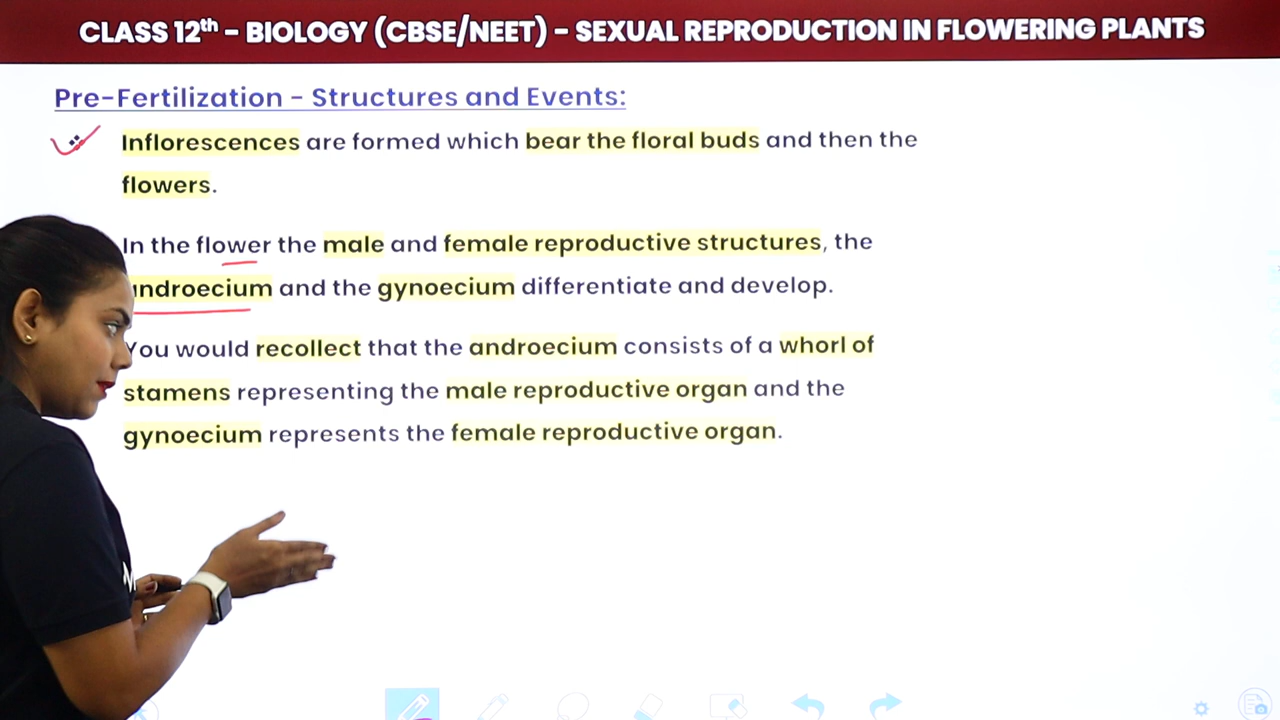 CLASS 12th - BIOLOGY (CBSE/NEET) - SEXUAL REPRODUCTION IN FLOWERING PLANTS
Pre-Fertilization - Structures and Events:
Inflorescences are formed which bear the floral buds and then the
flowers.
In the flower the male and female reproductive structures, the
androecium and the gynoecium differentiate and develop.
You would recollect that the androecium consists of a whorl of
stamens representing the male reproductive organ and the
gynoecium represents the female reproductive organ.